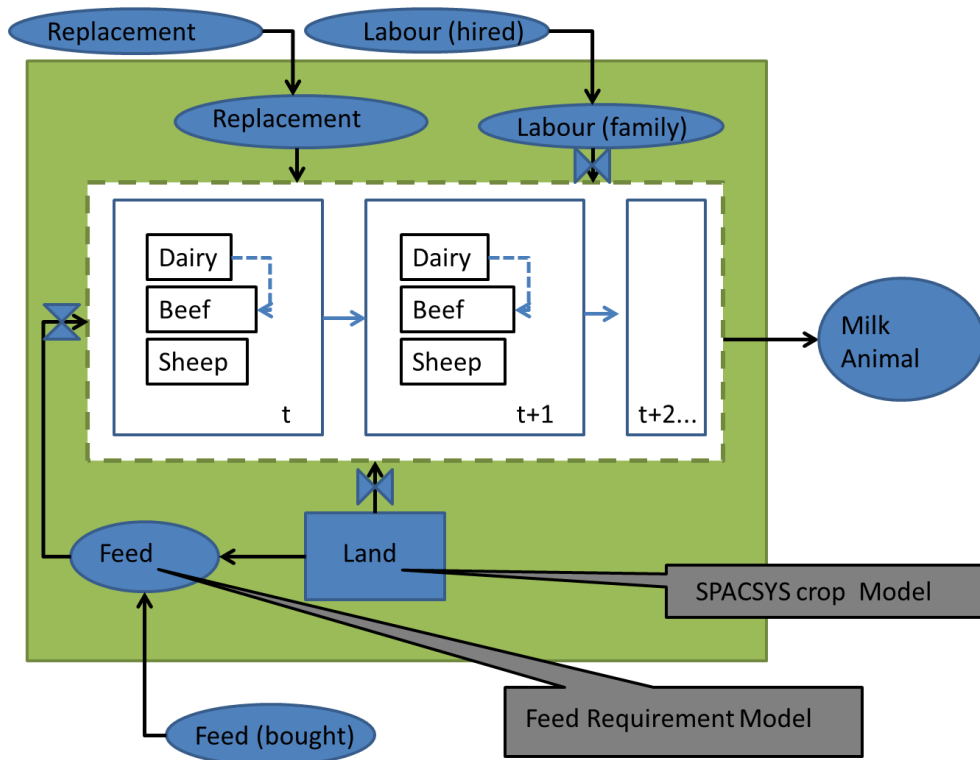 Replacement
Labour (hired)
Replacement
Labour (family)
Dairy
Beef
Sheep
t
Dairy
Beef
Sheep
t+1
t+2...
Milk
Animal
Feed
Land
SPACSYS crop Model
Feed Requirement Model
Feed (bought)